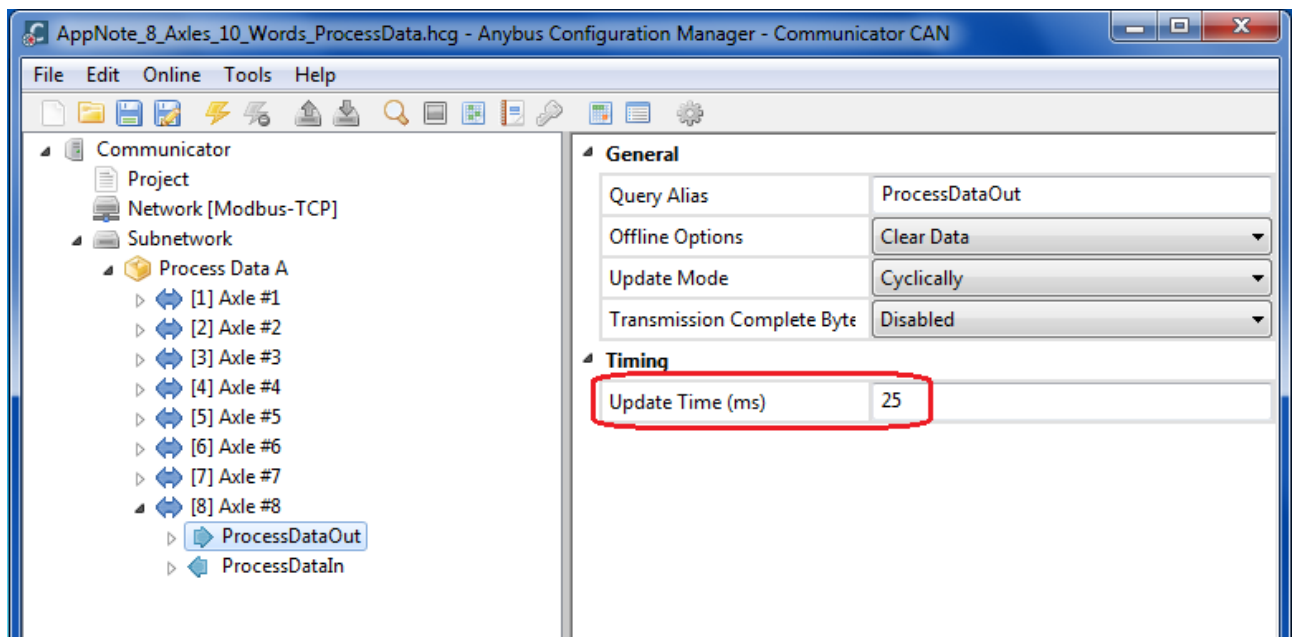 AppNote_8_Axles_10_Words_ProcessData.hcg - Anybus Configuration Manager - Communicator CAN
File Edit Online Tools Help
Communicator
Project
Network [Modbus-TCP]
Subnetwork
Process Data A
[1] Axle #1
[2] Axle #2
[3] Axle #3
[4] Axle #4
[5] Axle #5
[6] Axle #6
[7] Axle #7
[8] Axle #8
ProcessDataOut
ProcessDataIn
General
Query Alias ProcessDataOut
Offline Options Clear Data
Update Mode Cyclically
Transmission Complete Byte Disabled
Timing
Update Time (ms) 25